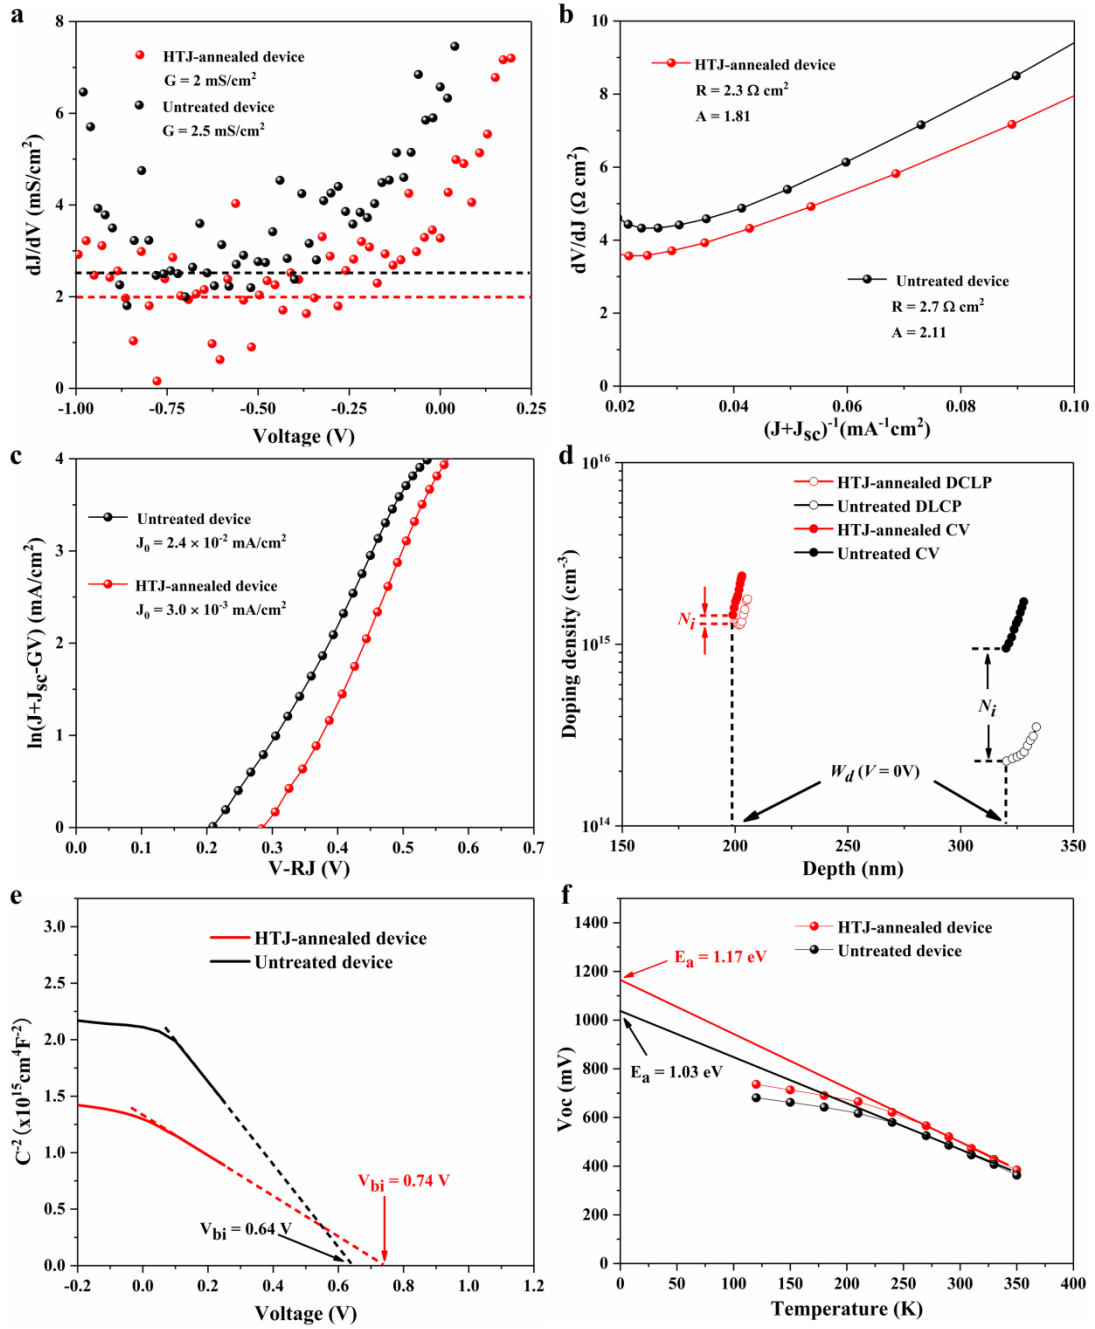 a
8
6
4
2
0
dJ/dV (mS/cm²)
HTJ-annealed device
G = 2 mS/cm²
Untreated device
G = 2.5 mS/cm²
-1.00
-0.75
-0.50
-0.25
0.00
0.25
Voltage (V)
b
10
8
6
4
2
0
dV/dJ (Ω cm²)
HTJ-annealed device
R = 2.3 Ω cm²
A = 1.81
Untreated device
R = 2.7 Ω cm²
A = 2.11
0.02
0.04
0.06
0.08
0.10
(J+J_SC)⁻¹(mA⁻¹cm²)
c
4
3
2
1
0
ln(J+J_SC-GV) (mA/cm²)
Untreated device
J₀ = 2.4 × 10⁻² mA/cm²
HTJ-annealed device
J₀ = 3.0 × 10⁻³ mA/cm²
0.0
0.1
0.2
0.3
0.4
0.5
0.6
0.7
V-RJ (V)
d
10¹⁶
10¹⁵
10¹⁴
Doping density (cm⁻³)
HTJ-annealed DCLP
Untreated DLCP
HTJ-annealed CV
Untreated CV
N_i
N_i
W_d (V = 0V)
150
200
250
300
350
Depth (nm)
e
3.0
2.5
2.0
1.5
1.0
0.5
0.0
C⁻² (x10¹⁵cm⁴F⁻²)
HTJ-annealed device
Untreated device
V_bi = 0.74 V
V_bi = 0.64 V
-0.2
0.0
0.2
0.4
0.6
0.8
1.0
1.2
Voltage (V)
f
1400
1200
1000
800
600
400
200
0
Voc (mV)
HTJ-annealed device
Untreated device
E_a = 1.17 eV
E_a = 1.03 eV
0
50
100
150
200
250
300
350
400
Temperature (K)